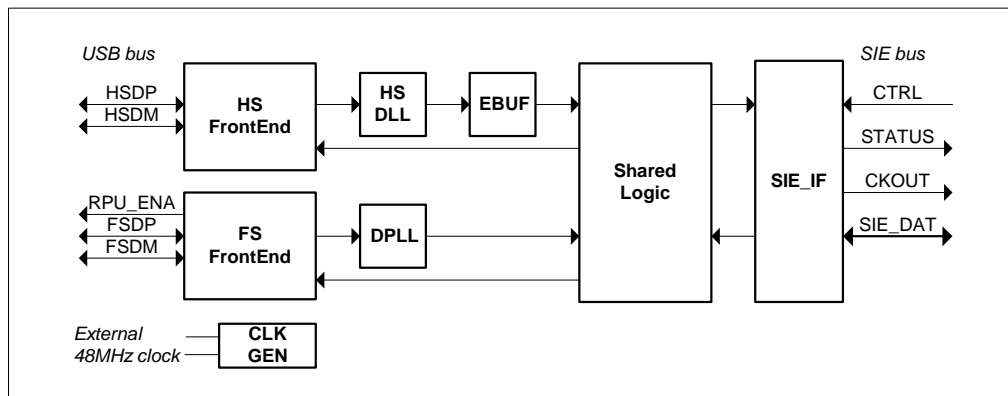 USB bus
SIE bus
HSDP
HSDM
HS
FrontEnd
HS
DLL
EBUF
Shared
Logic
SIE_IF
CTRL
STATUS
CKOUT
SIE_DAT
RPU_ENA
FSDP
FSDM
FS
FrontEnd
DPLL
External
48MHz clock
CLK
GEN